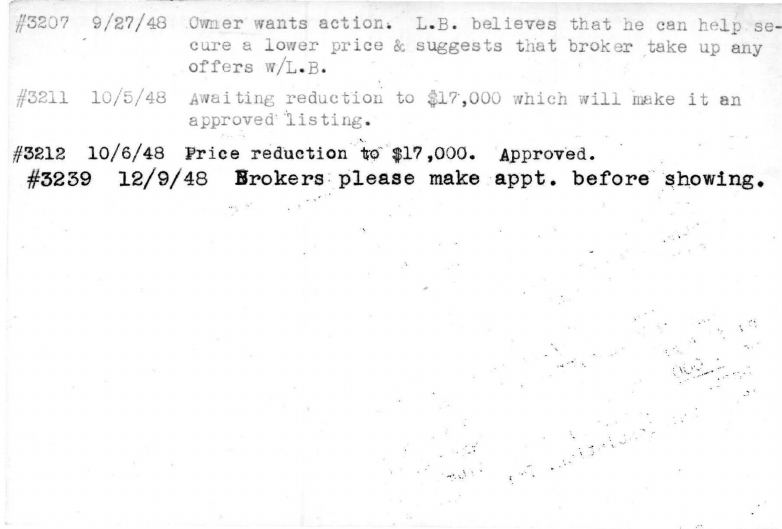 #3207 9/27/48 Owner wants action. L.B. believes that he can help se-
cure a lower price & suggests that broker take up any
offers w/L.B.
#3211 10/5/48 Awaiting reduction to $17,000 which will make it an
approved listing.
#3212 10/6/48 Price reduction to $17,000. Approved.
#3239 12/9/48 Brokers please make appt. before showing.